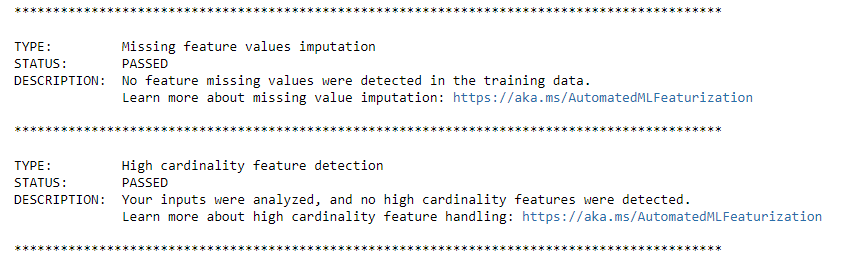 ********************************************************************************************
TYPE: Missing feature values imputation
STATUS: PASSED
DESCRIPTION: No feature missing values were detected in the training data.
Learn more about missing value imputation: https://aka.ms/AutomatedMLFeaturization
********************************************************************************************
TYPE: High cardinality feature detection
STATUS: PASSED
DESCRIPTION: Your inputs were analyzed, and no high cardinality features were detected.
Learn more about high cardinality feature handling: https://aka.ms/AutomatedMLFeaturization
********************************************************************************************